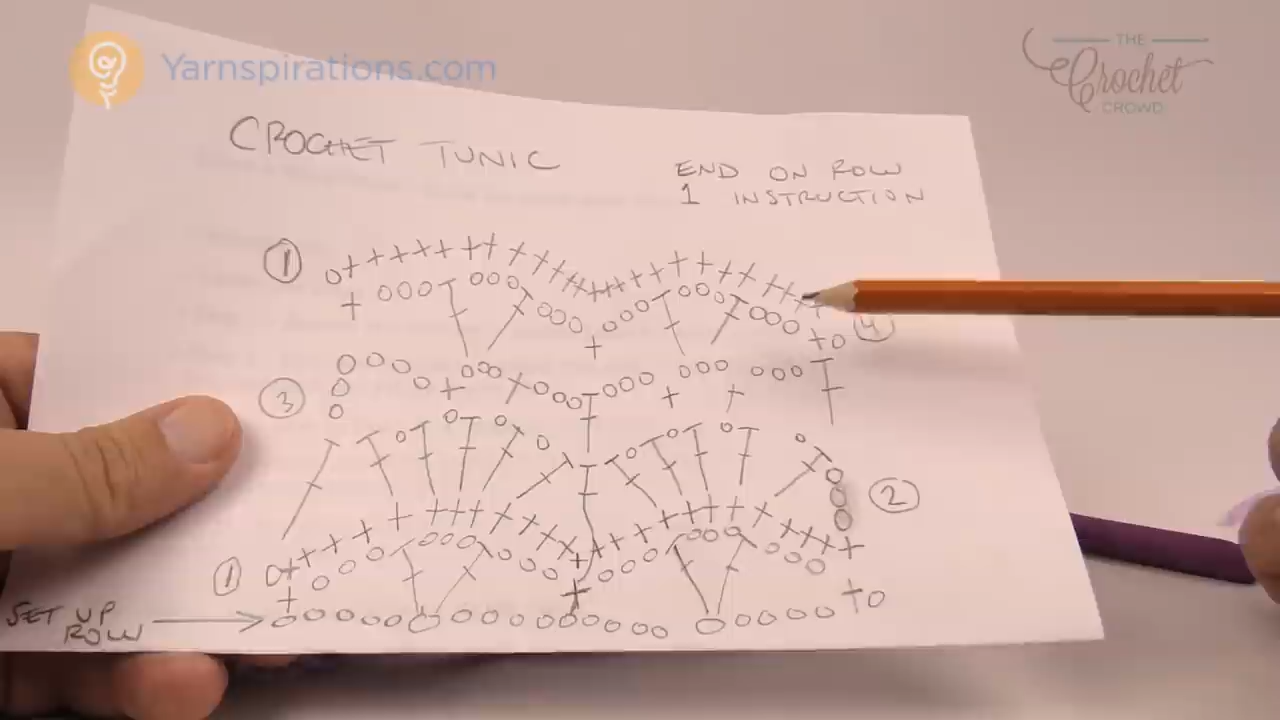 Yarnspirations.com
THE
Crochet
CROWD
CROCHET TUNIC
END ON ROW
1 INSTRUCTION
1
4
3
2
1
SET UP
ROW